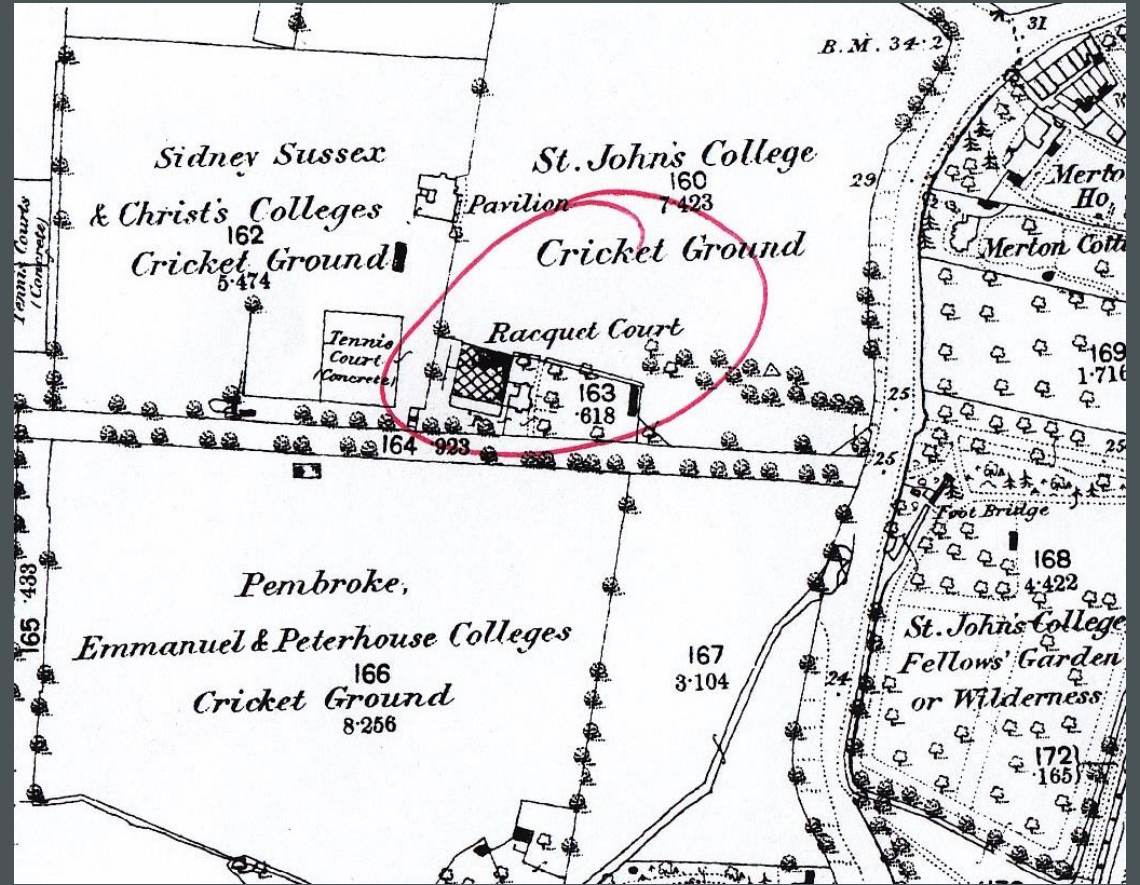 31
B.M. 34·2
Sidney Sussex
& Christ's Colleges
162
Cricket Ground
5·474
St. John's College
160
7·423
Cricket Ground
Pavilion
29
Merto
Ho.
Merton Cott
Tennis Courts
(Concrete)
Racquet Court
Tennis
Court
(Concrete)
163
·618
169
1·716
25
164 ·923
25
25
Foot Bridge
168
4·422
St. John's College
Fellows' Garden
or Wilderness
Pembroke,
Emmanuel & Peterhouse Colleges
166
Cricket Ground
8·256
165 ·433
167
3·104
24
172
·165